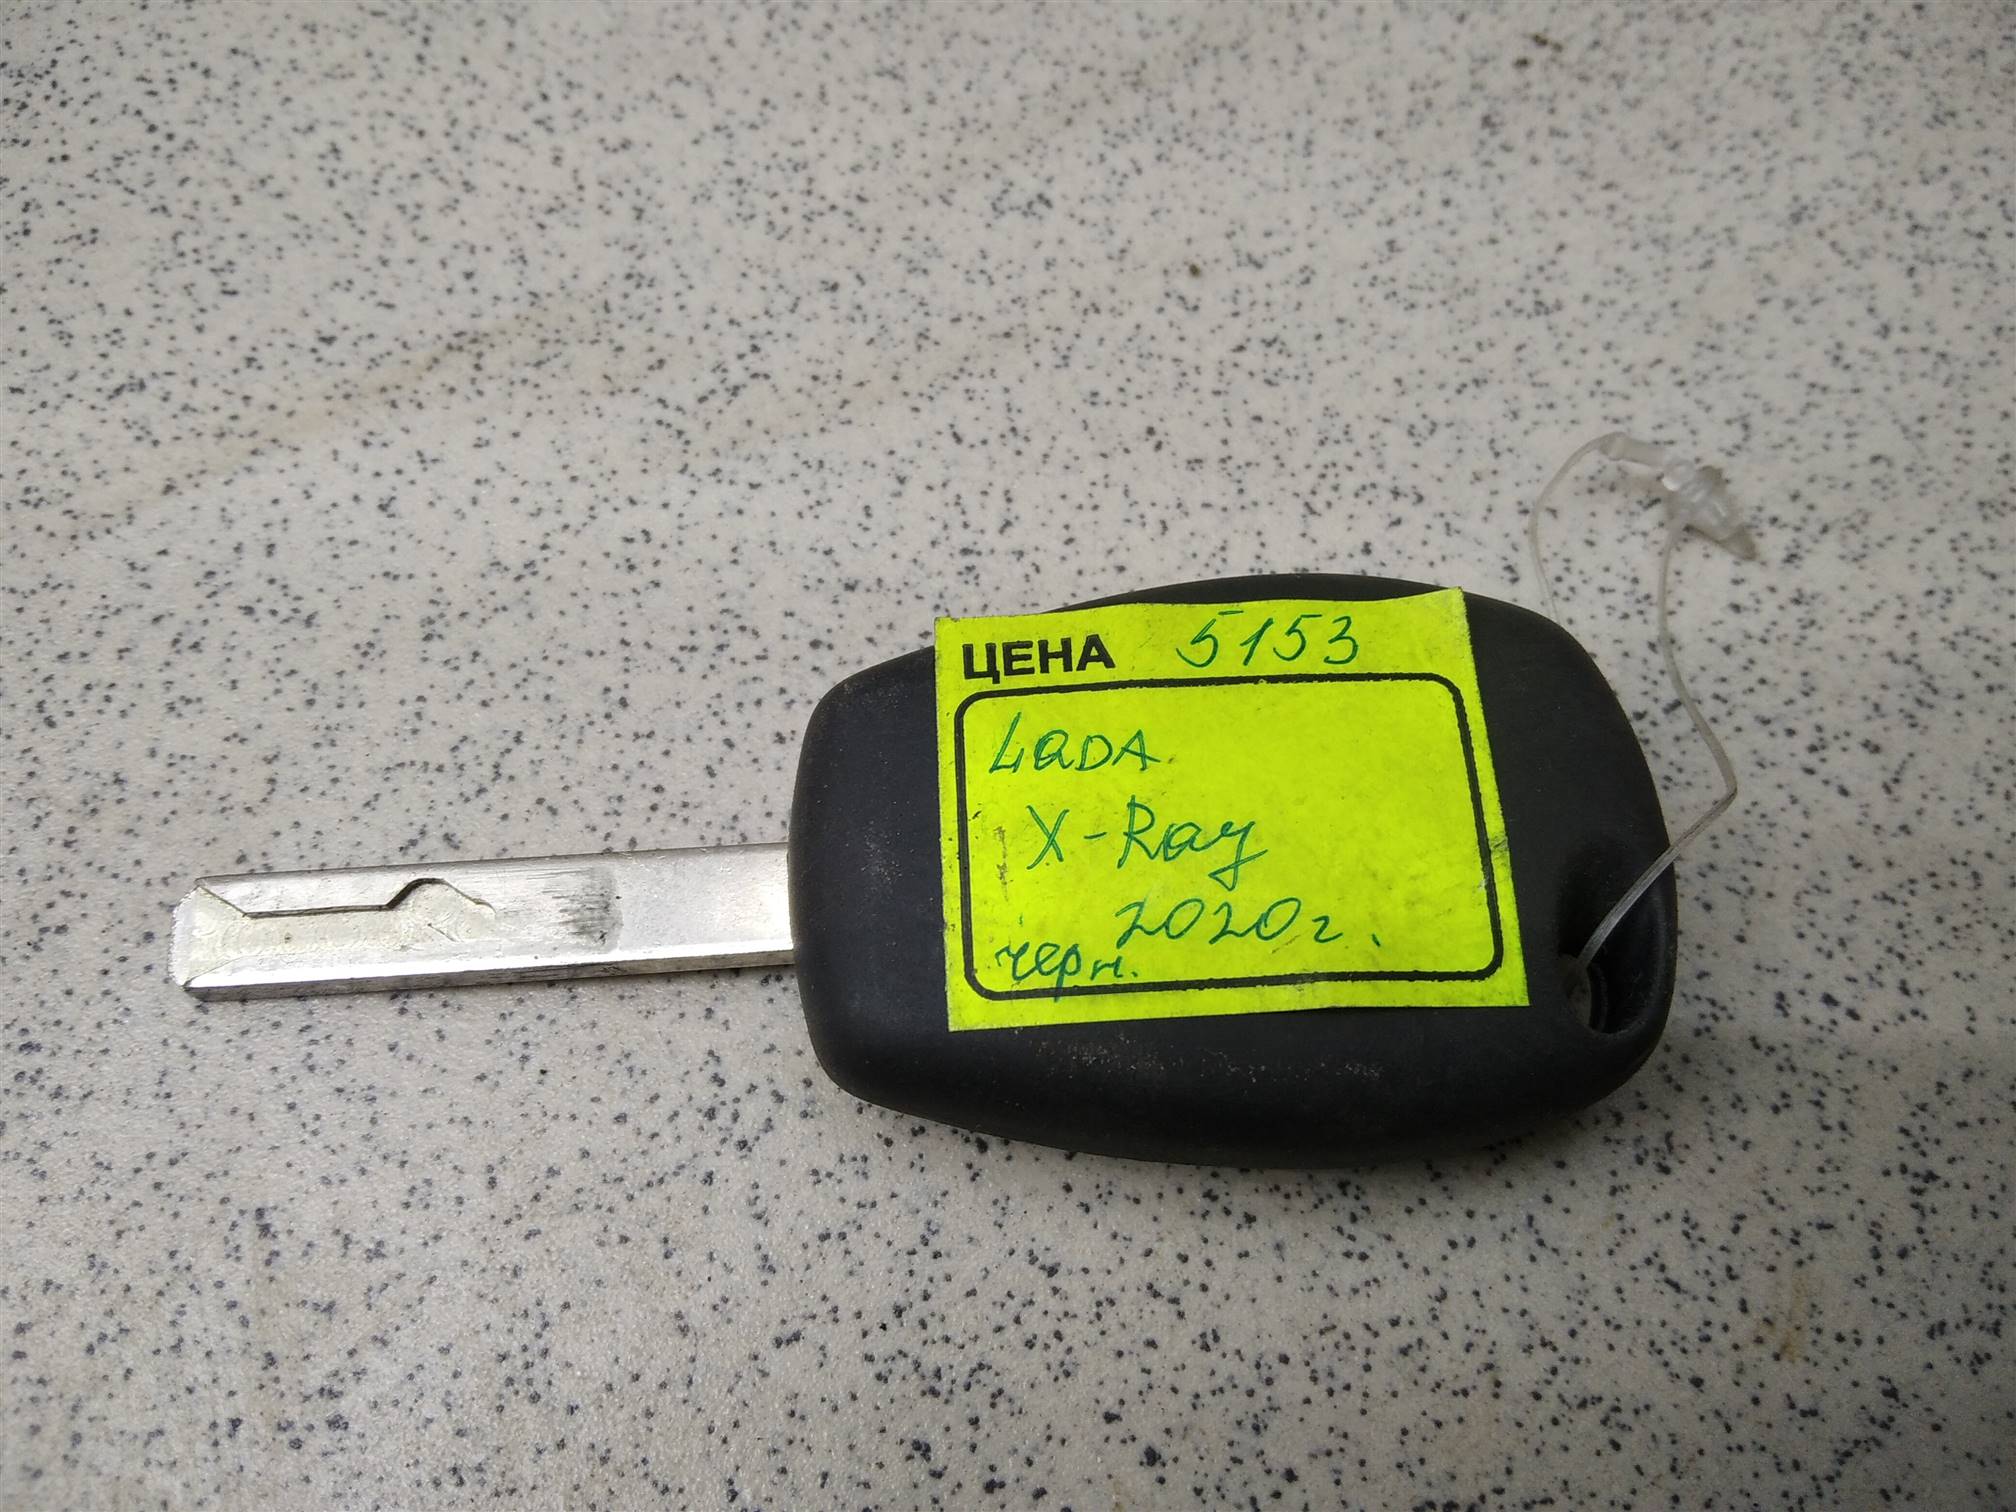 ЦЕНА 5153
LaDA
X-Ray
2020г.
черн.